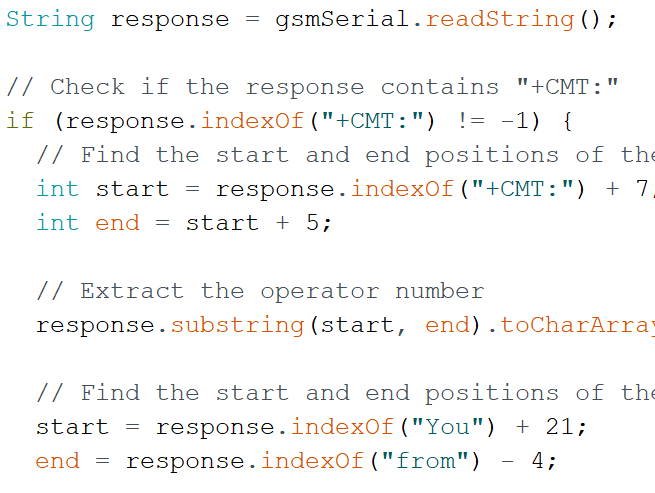 String response = gsmSerial.readString();
// Check if the response contains "+CMT:"
if (response.indexOf("+CMT:") != -1) {
// Find the start and end positions of the
int start = response.indexOf("+CMT:") + 7;
int end = start + 5;
// Extract the operator number
response.substring(start, end).toCharArray
// Find the start and end positions of the
start = response.indexOf("You") + 21;
end = response.indexOf("from") - 4;